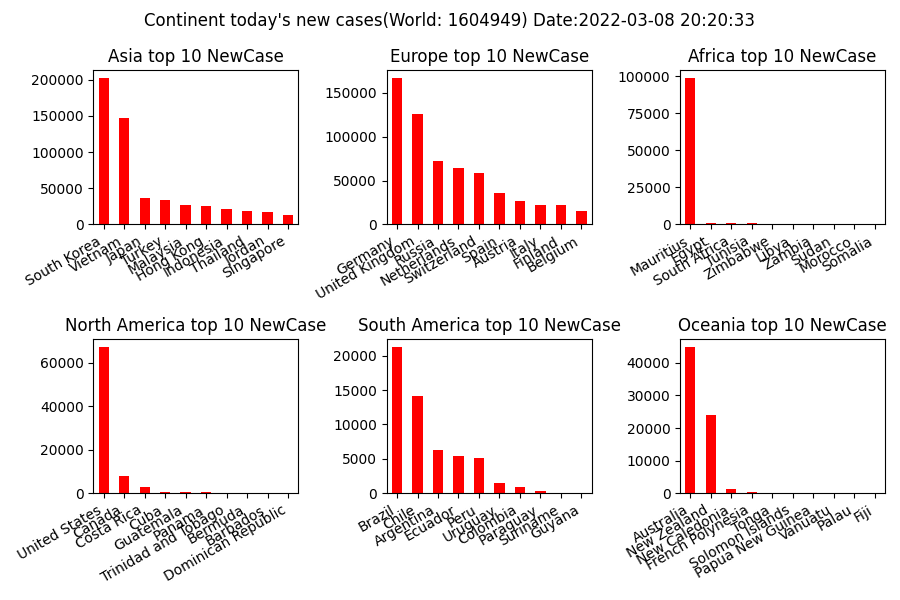 Continent today's new cases(World: 1604949) Date:2022-03-08 20:20:33
Asia top 10 NewCase
200000
150000
100000
50000
0
South Korea
Vietnam
Japan
Turkey
Malaysia
Hong Kong
Indonesia
Thailand
Jordan
Singapore
Europe top 10 NewCase
150000
100000
50000
0
Germany
United Kingdom
Russia
Netherlands
Switzerland
Spain
Austria
Italy
Finland
Belgium
Africa top 10 NewCase
100000
75000
50000
25000
0
Mauritius
Egypt
South Africa
Tunisia
Zimbabwe
Libya
Zambia
Sudan
Morocco
Somalia
North America top 10 NewCase
60000
40000
20000
0
United States
Canada
Costa Rica
Cuba
Guatemala
Panama
Trinidad and Tobago
Bermuda
Barbados
Dominican Republic
South America top 10 NewCase
20000
15000
10000
5000
0
Brazil
Chile
Argentina
Ecuador
Peru
Uruguay
Colombia
Paraguay
Suriname
Guyana
Oceania top 10 NewCase
40000
30000
20000
10000
0
Australia
New Zealand
New Caledonia
French Polynesia
Tonga
Solomon Islands
Papua New Guinea
Vanuatu
Palau
Fiji